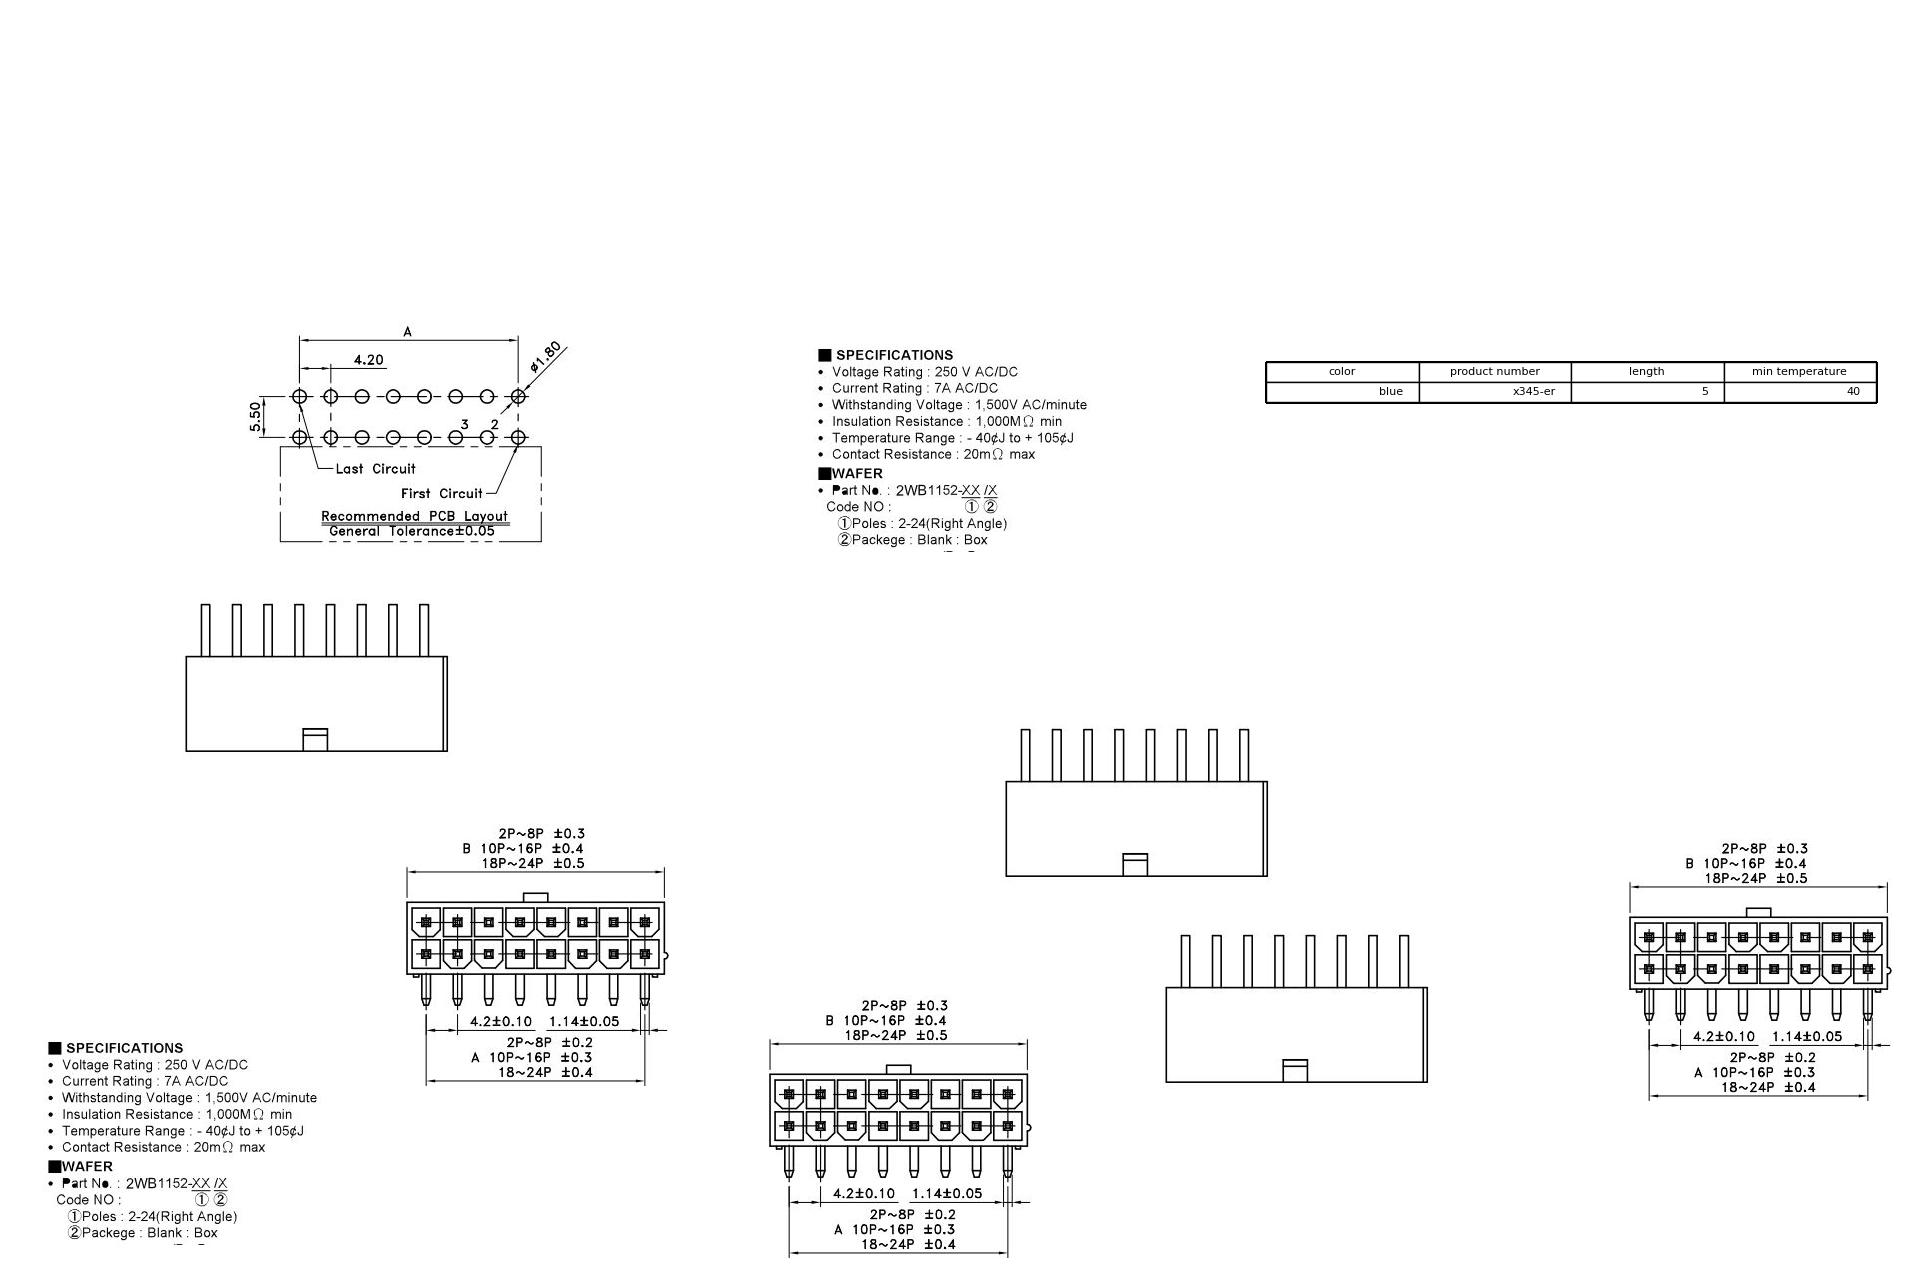 A
4.20
ø1.80
5.50
3 2
Last Circuit
First Circuit
Recommended PCB Layout
General Tolerance±0.05
■ SPECIFICATIONS
• Voltage Rating : 250 V AC/DC
• Current Rating : 7A AC/DC
• Withstanding Voltage : 1,500V AC/minute
• Insulation Resistance : 1,000MΩ min
• Temperature Range : - 40¢J to + 105¢J
• Contact Resistance : 20mΩ max
■WAFER
• Part No. : 2WB1152-XX /X
Code NO : ① ②
①Poles : 2-24(Right Angle)
②Packege : Blank : Box
color product number length min temperature
blue x345-er 5 40
2P~8P ±0.3
B 10P~16P ±0.4
18P~24P ±0.5
4.2±0.10 1.14±0.05
2P~8P ±0.2
A 10P~16P ±0.3
18~24P ±0.4
2P~8P ±0.3
B 10P~16P ±0.4
18P~24P ±0.5
4.2±0.10 1.14±0.05
2P~8P ±0.2
A 10P~16P ±0.3
18~24P ±0.4
2P~8P ±0.3
B 10P~16P ±0.4
18P~24P ±0.5
4.2±0.10 1.14±0.05
2P~8P ±0.2
A 10P~16P ±0.3
18~24P ±0.4
■ SPECIFICATIONS
• Voltage Rating : 250 V AC/DC
• Current Rating : 7A AC/DC
• Withstanding Voltage : 1,500V AC/minute
• Insulation Resistance : 1,000MΩ min
• Temperature Range : - 40¢J to + 105¢J
• Contact Resistance : 20mΩ max
■WAFER
• Part No. : 2WB1152-XX /X
Code NO : ① ②
①Poles : 2-24(Right Angle)
②Packege : Blank : Box